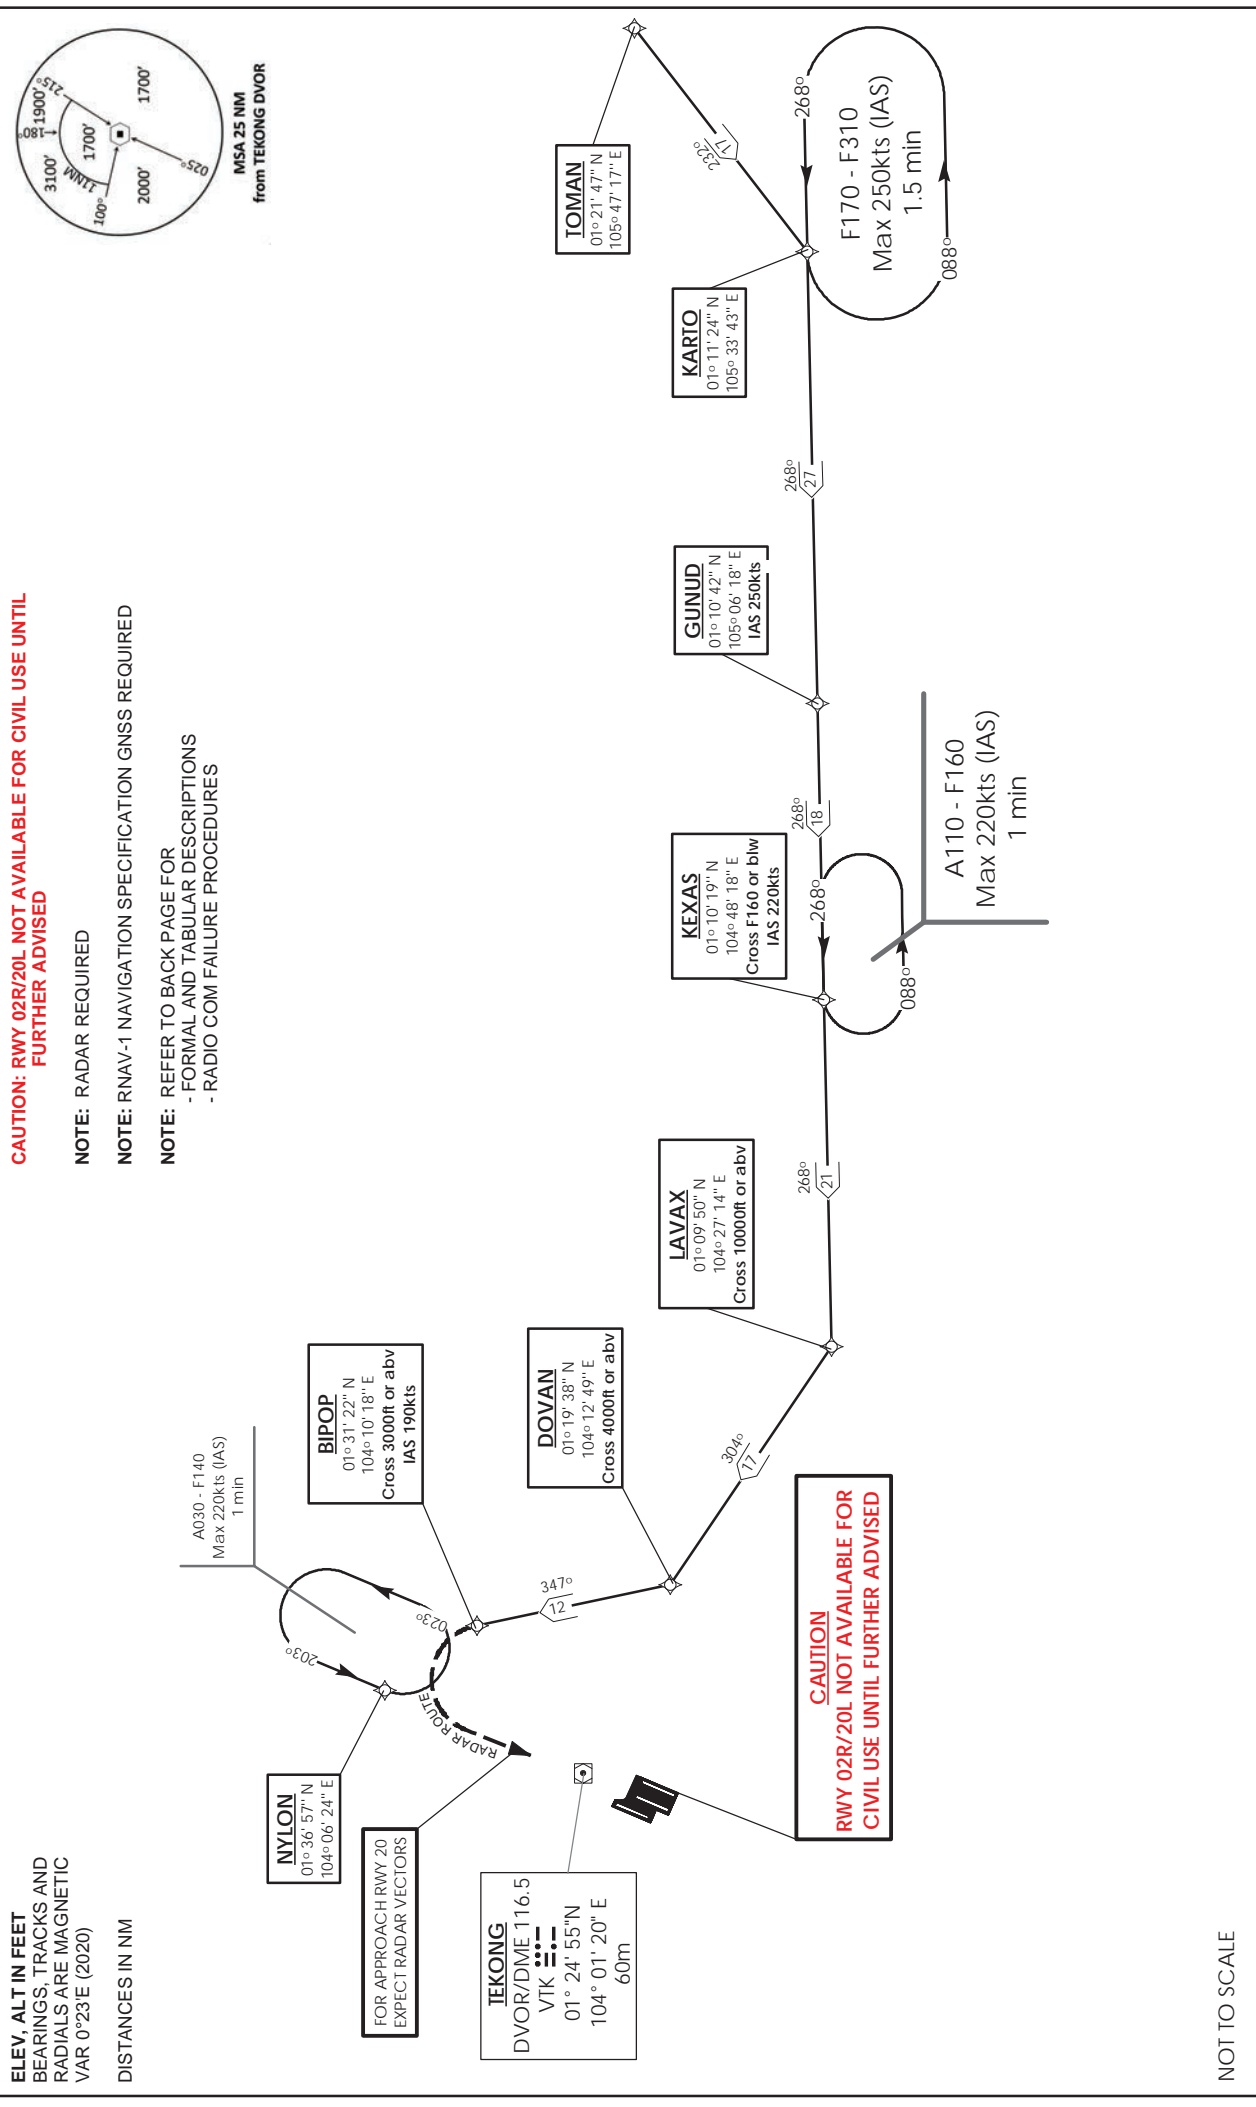 ELEV, ALT IN FEET
BEARINGS, TRACKS AND
RADIALS ARE MAGNETIC
VAR 0°23'E (2020)
DISTANCES IN NM
CAUTION: RWY 02R/20L NOT AVAILABLE FOR CIVIL USE UNTIL
FURTHER ADVISED
NOTE: RADAR REQUIRED
NOTE: RNAV-1 NAVIGATION SPECIFICATION GNSS REQUIRED
NOTE: REFER TO BACK PAGE FOR
- FORMAL AND TABULAR DESCRIPTIONS
- RADIO COM FAILURE PROCEDURES
100°
180°
215°
025°
3100'
1900'
1700'
11NM
2000'
1700'
MSA 25 NM
from TEKONG DVOR
A030 - F140
Max 220kts (IAS)
1 min
203°
023°
NYLON
01° 36' 57" N
104° 06' 24" E
BIPOP
01° 31' 22" N
104° 10' 18" E
Cross 3000ft or abv
IAS 190kts
FOR APPROACH RWY 20
EXPECT RADAR VECTORS
RADAR ROUTE
TEKONG
DVOR/DME 116.5
VTK
01° 24' 55"N
104° 01' 20" E
60m
347°
12
DOVAN
01° 19' 38" N
104° 12' 49" E
Cross 4000ft or abv
304°
17
LAVAX
01° 09' 50" N
104° 27' 14" E
Cross 10000ft or abv
268°
21
KEXAS
01° 10' 19" N
104° 48' 18" E
Cross F160 or blw
IAS 220kts
268°
088°
A110 - F160
Max 220kts (IAS)
1 min
268°
18
GUNUD
01° 10' 42" N
105° 06' 18" E
IAS 250kts
268°
27
KARTO
01° 11' 24" N
105° 33' 43" E
TOMAN
01° 21' 47" N
105° 47' 17" E
232°
17
268°
F170 - F310
Max 250kts (IAS)
1.5 min
088°
CAUTION
RWY 02R/20L NOT AVAILABLE FOR
CIVIL USE UNTIL FURTHER ADVISED
NOT TO SCALE